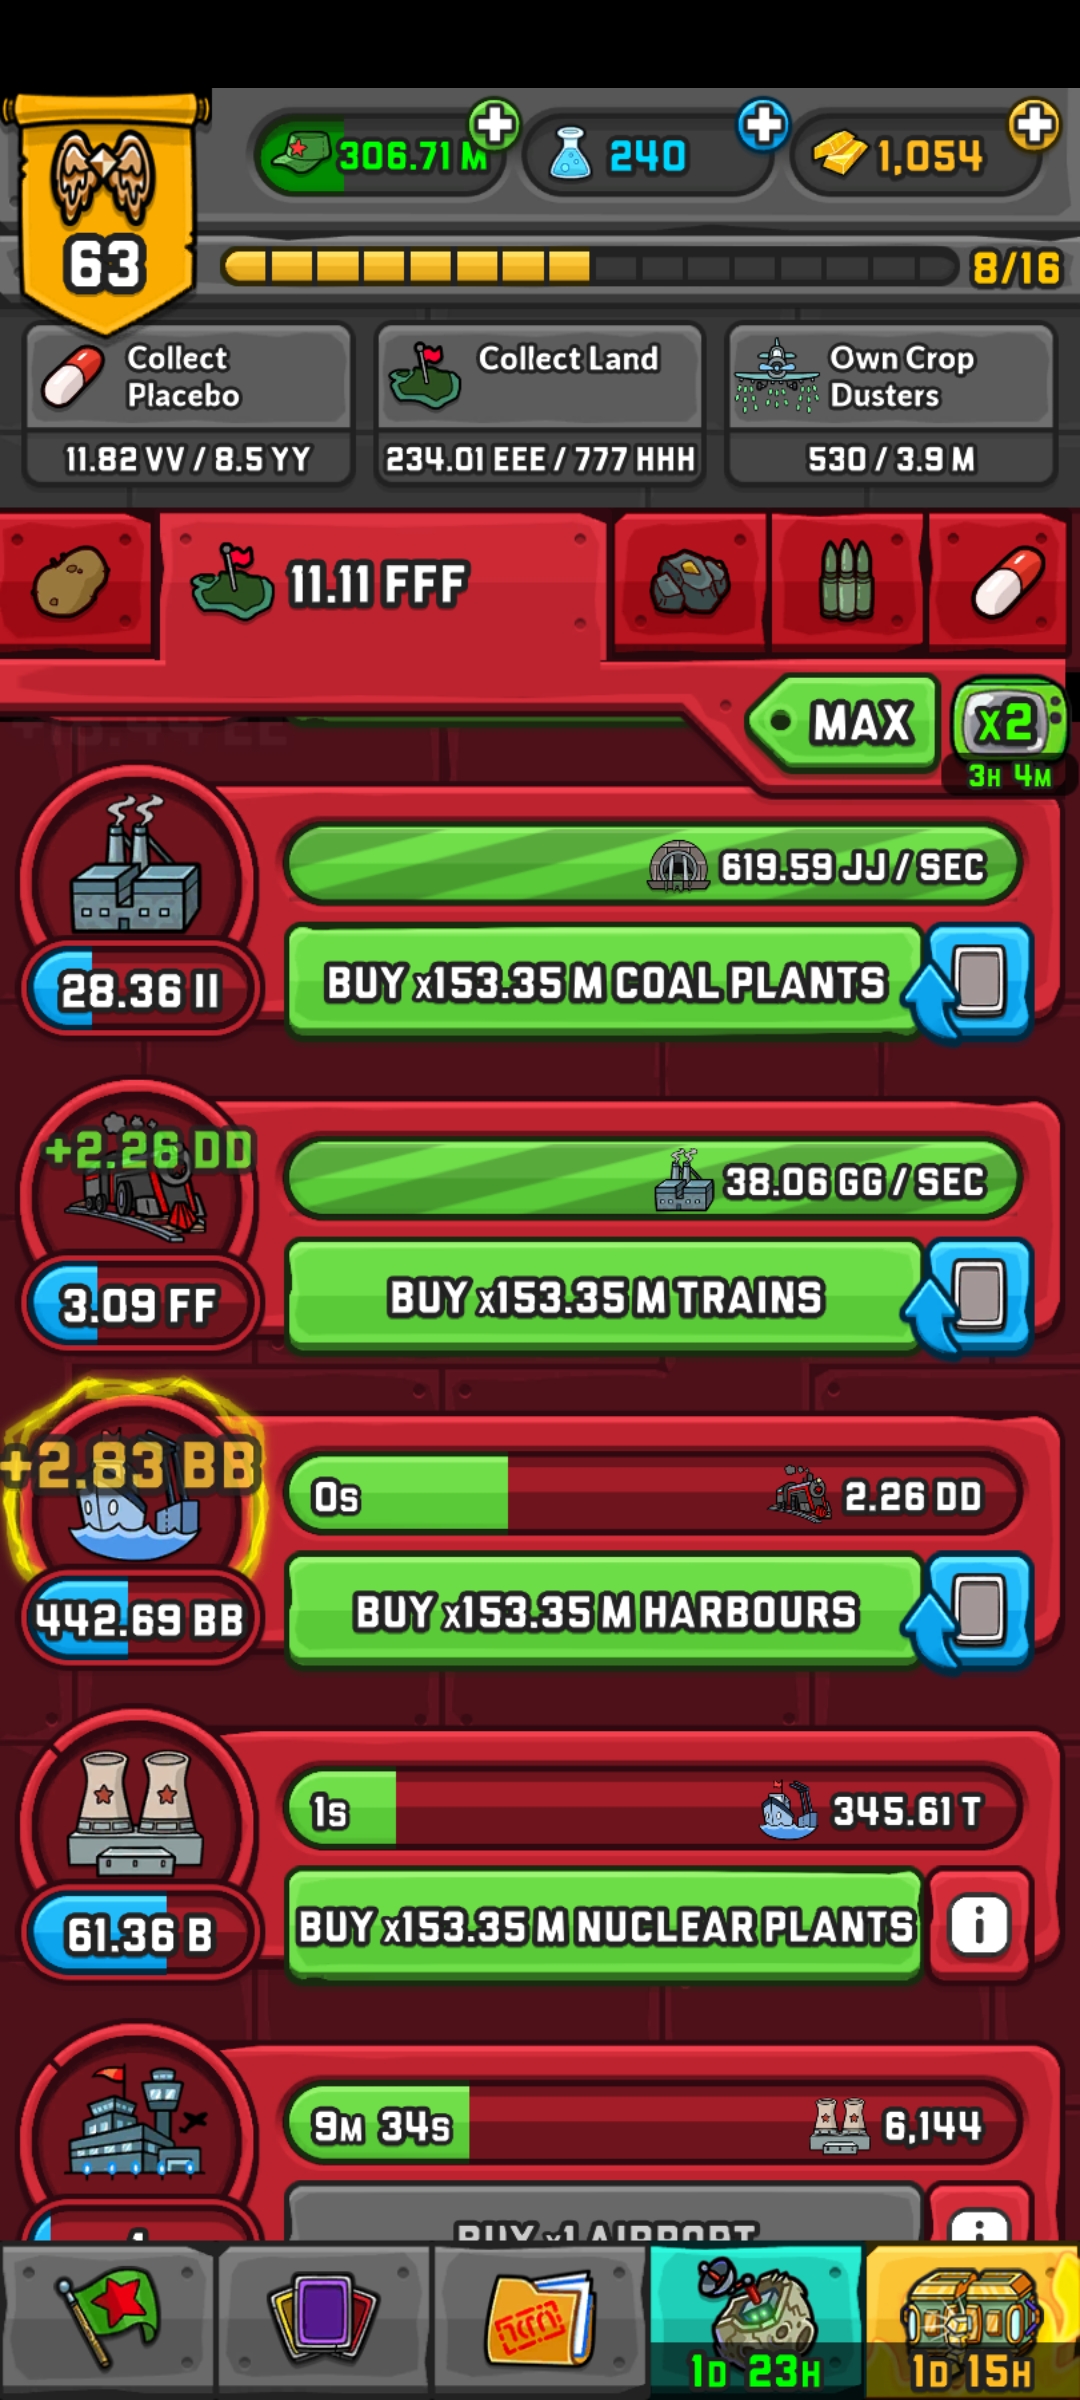 306.71 M
240
1,054
63
8/16
Collect
Placebo
11.82 VV / 8.5 YY
Collect Land
234.01 EEE / 777 HHH
Own Crop
Dusters
530 / 3.9 M
11.11 FFF
MAX
x2
3H 4M
619.59 JJ / SEC
28.36 II
BUY x153.35 M COAL PLANTS
+2.26 DD
38.06 GG / SEC
3.09 FF
BUY x153.35 M TRAINS
+2.83 BB
0s
2.26 DD
442.69 BB
BUY x153.35 M HARBOURS
1s
345.61 T
61.36 B
BUY x153.35 M NUCLEAR PLANTS
i
9M 34s
6,144
BUY x1 AIRPORT
1D 23H
1D 15H